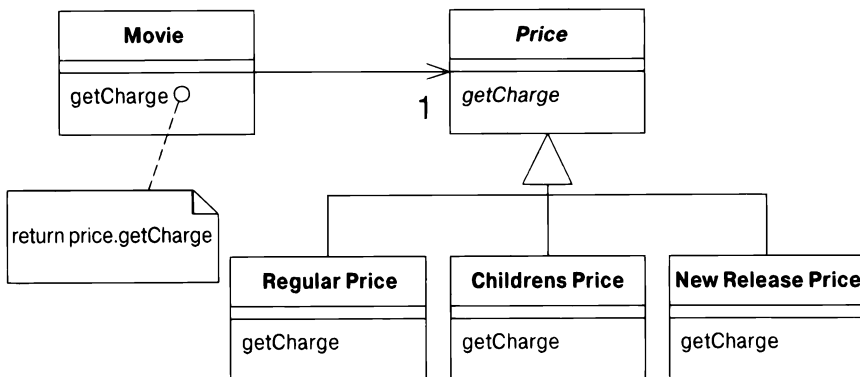 Movie
getCharge
Price
1
getCharge
return price.getCharge
Regular Price
getCharge
Childrens Price
getCharge
New Release Price
getCharge